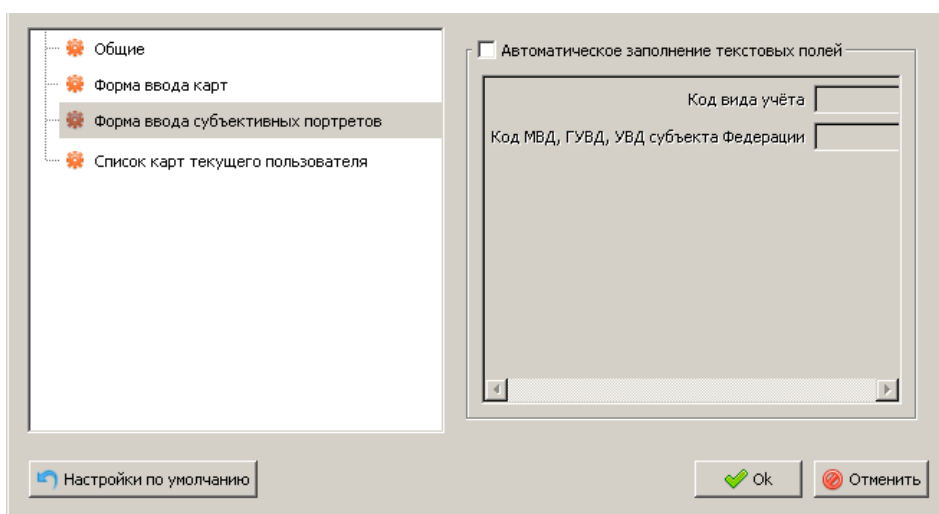 Общие
Форма ввода карт
Форма ввода субъективных портретов
Список карт текущего пользователя
Автоматическое заполнение текстовых полей
Код вида учёта
Код МВД, ГУВД, УВД субъекта Федерации
Настройки по умолчанию
Ok
Отменить